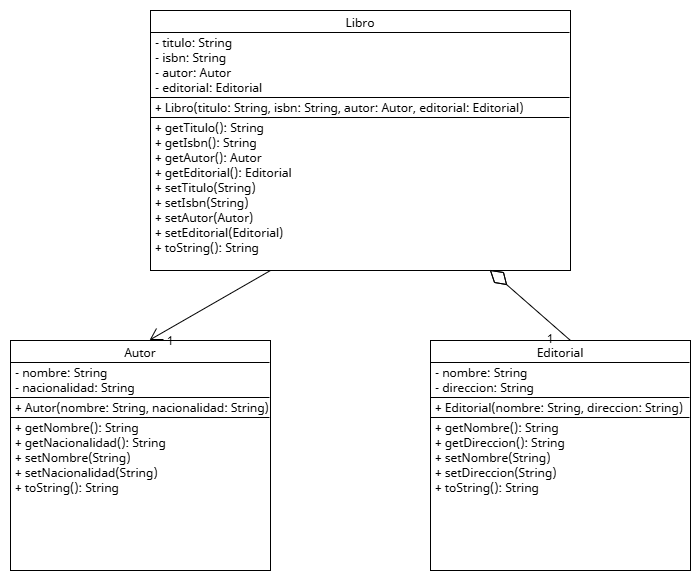 Libro
- titulo: String
- isbn: String
- autor: Autor
- editorial: Editorial
+ Libro(titulo: String, isbn: String, autor: Autor, editorial: Editorial)
+ getTitulo(): String
+ getIsbn(): String
+ getAutor(): Autor
+ getEditorial(): Editorial
+ setTitulo(String)
+ setIsbn(String)
+ setAutor(Autor)
+ setEditorial(Editorial)
+ toString(): String
1
Autor
- nombre: String
- nacionalidad: String
+ Autor(nombre: String, nacionalidad: String)
+ getNombre(): String
+ getNacionalidad(): String
+ setNombre(String)
+ setNacionalidad(String)
+ toString(): String
1
Editorial
- nombre: String
- direccion: String
+ Editorial(nombre: String, direccion: String)
+ getNombre(): String
+ getDireccion(): String
+ setNombre(String)
+ setDireccion(String)
+ toString(): String